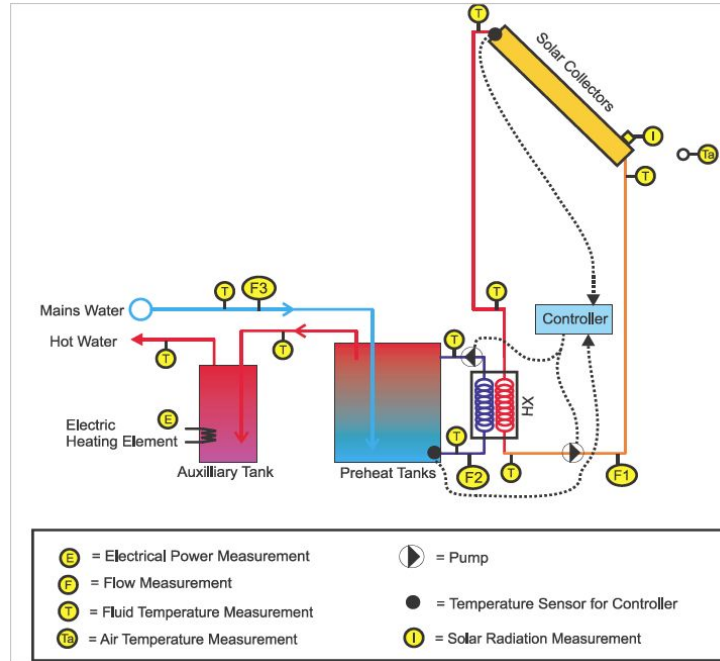 T
Solar Collectors
I
Ta
T
T
F3
T
Mains Water
Controller
Hot Water
T
T
T
HX
E
Electric
Heating Element
T
Auxilliary Tank
Preheat Tanks
F2
T
F1
E = Electrical Power Measurement
F = Flow Measurement
T = Fluid Temperature Measurement
Ta = Air Temperature Measurement
= Pump
= Temperature Sensor for Controller
I = Solar Radiation Measurement